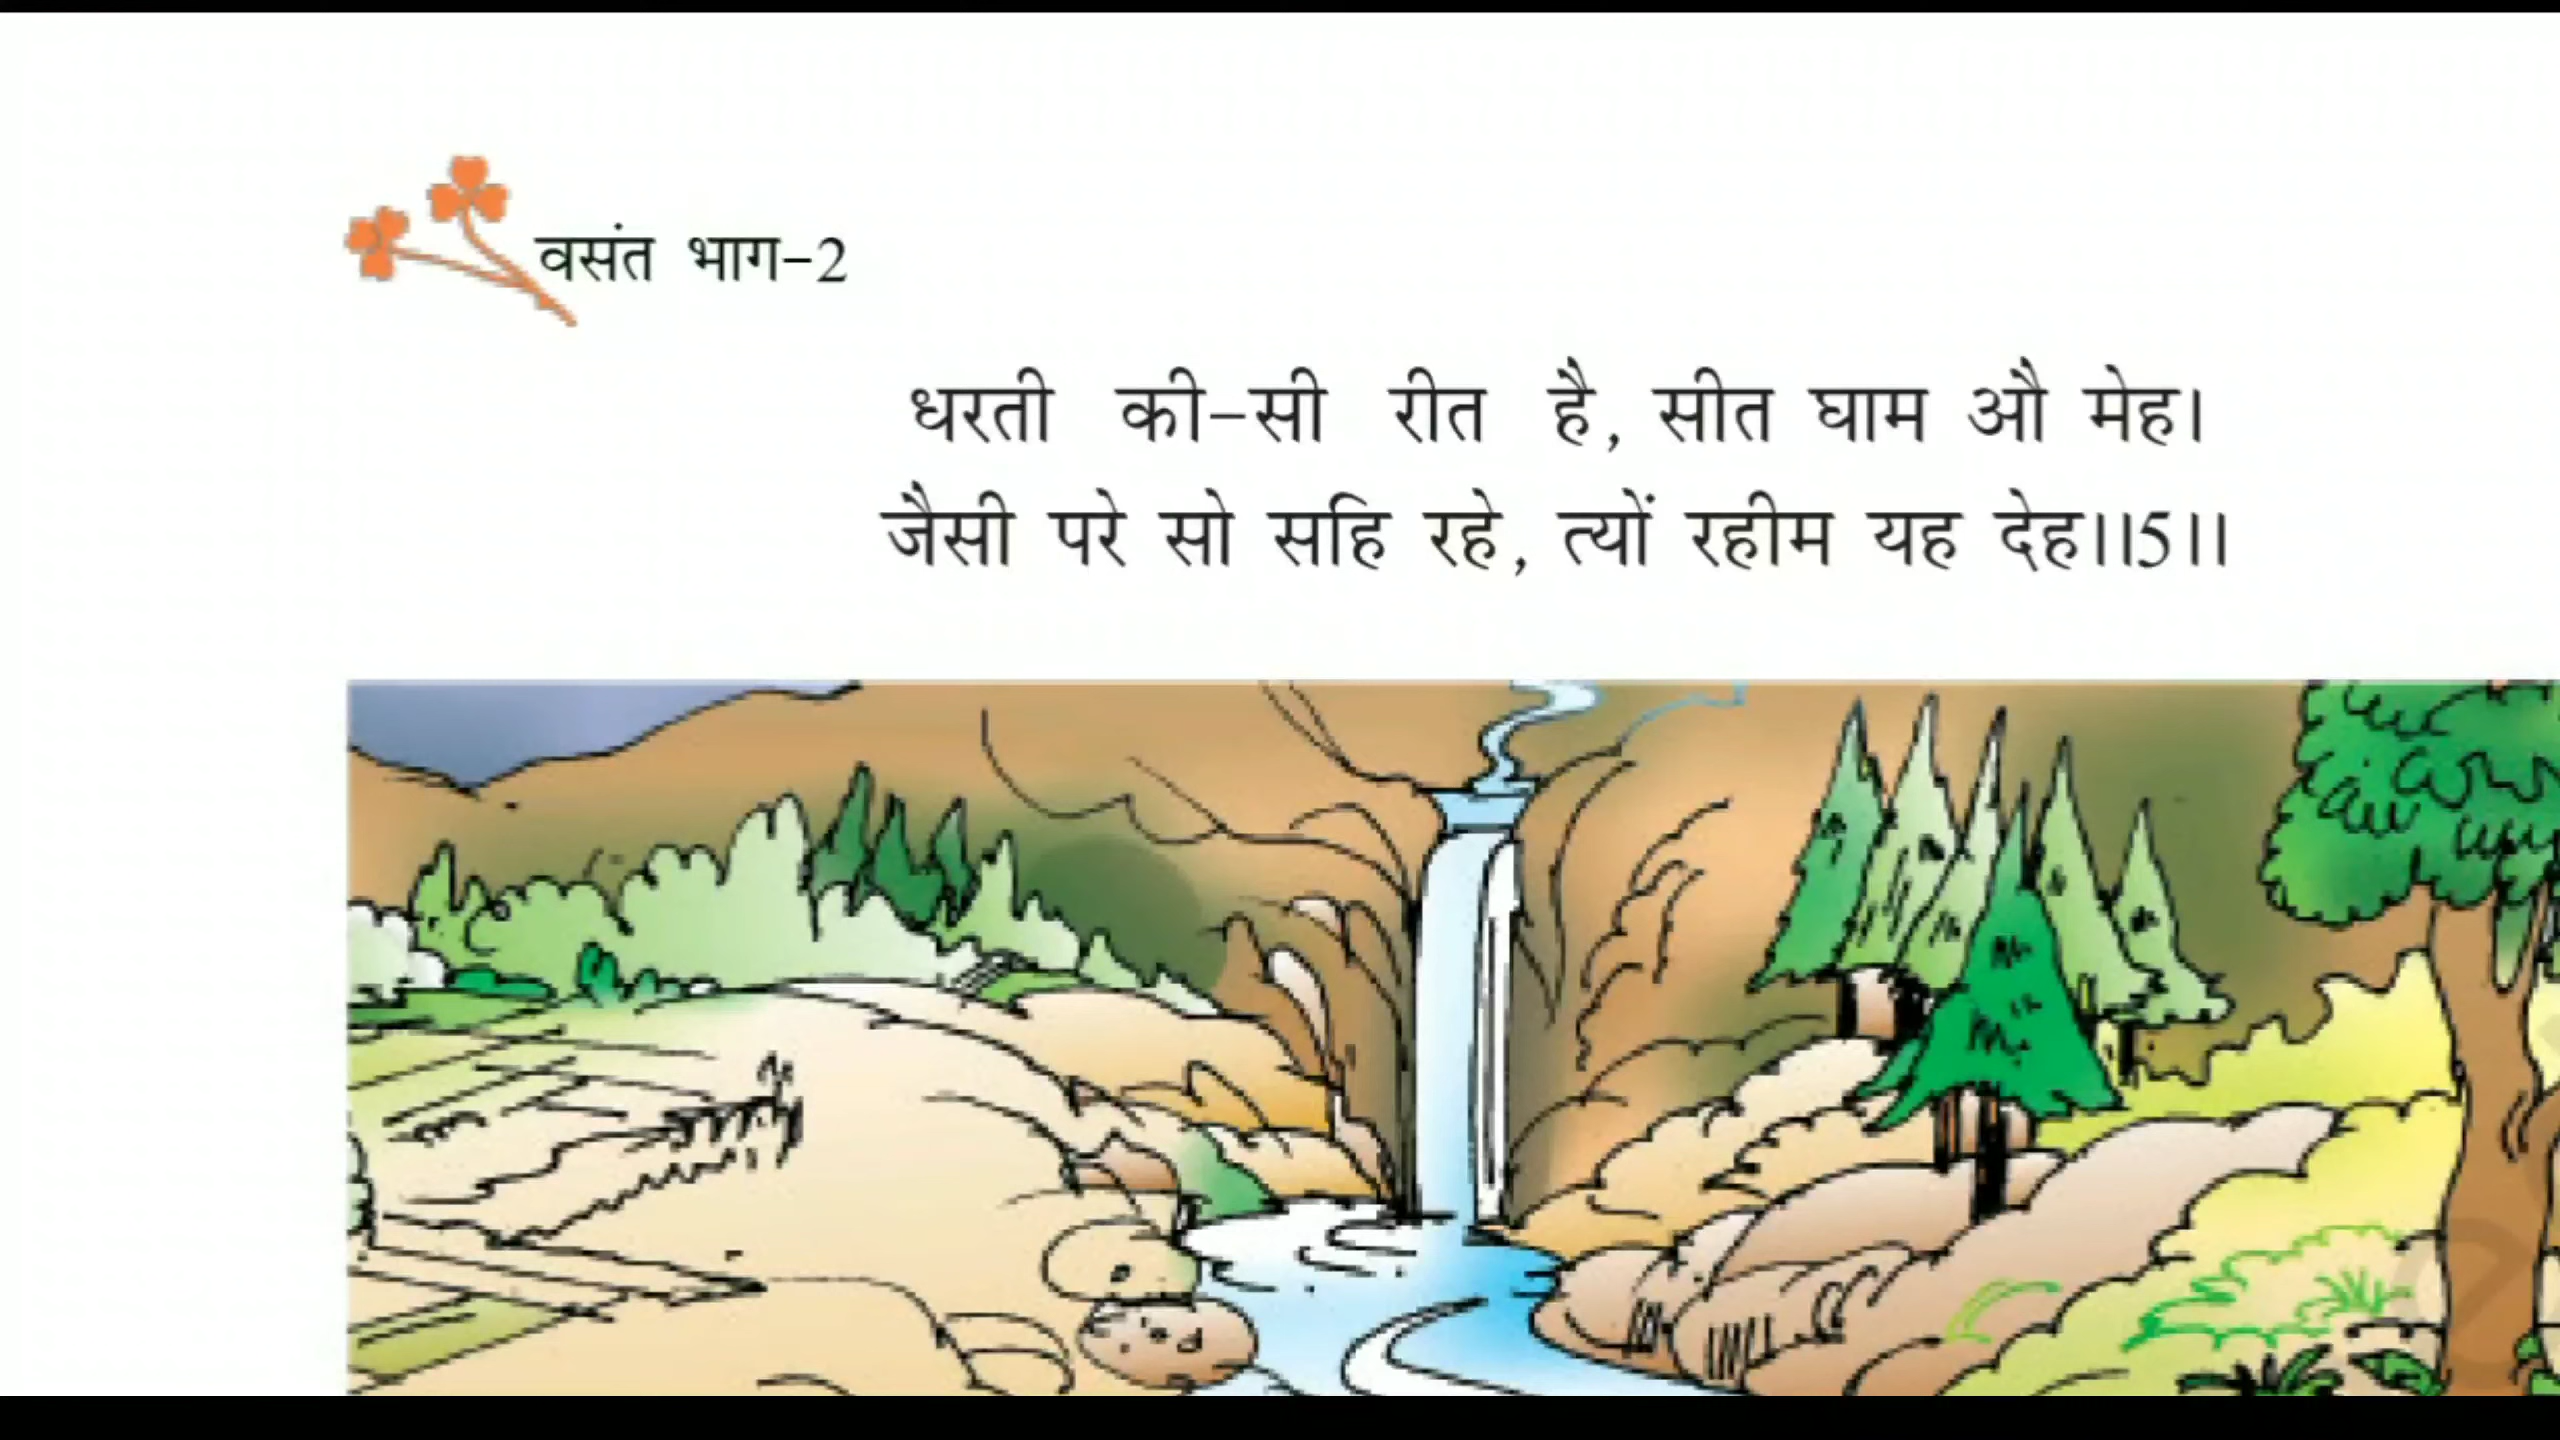 वसंत भाग-2
धरती की-सी रीत है, सीत घाम औ मेह।
जैसी परे सो सहि रहे, त्यों रहीम यह देह।।5।।